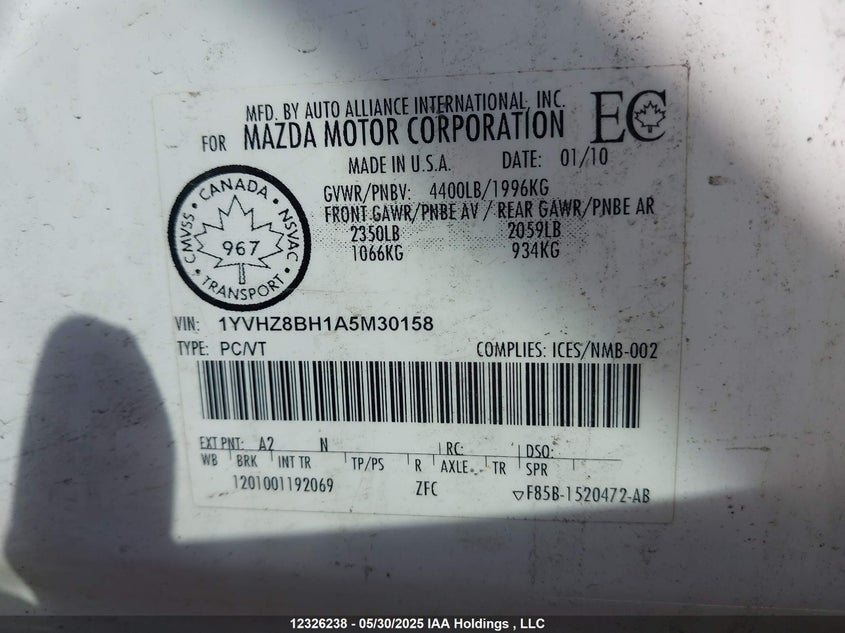 MFD. BY AUTO ALLIANCE INTERNATIONAL, INC.
FOR MAZDA MOTOR CORPORATION
EC
MADE IN U.S.A. DATE: 01/10
GVWR/PNBV: 4400LB/1996KG
FRONT GAWR/PNBE AV / REAR GAWR/PNBE AR
2350LB 2059LB
1066KG 934KG
CANADA
CMVSS NSVAC
967
TRANSPORT
VIN: 1YVHZ8BH1A5M30158
TYPE: PC/VT COMPLIES: ICES/NMB-002
EXT PNT: A2 N RC: DSO:
WB BRK INT TR TP/PS R AXLE TR SPR
1201001192069 ZFC F85B-1520472-AB
12326238 - 05/30/2025 IAA Holdings , LLC